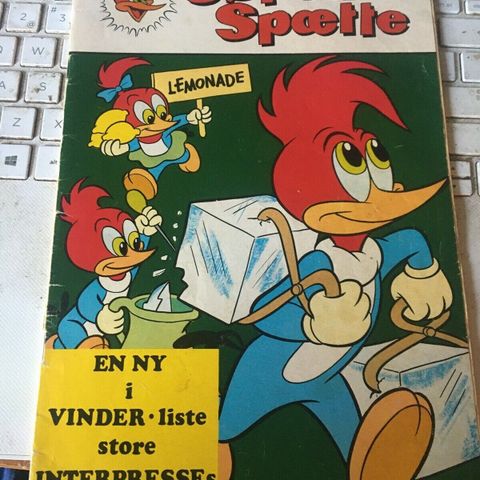 Spætte
LEMONADE
EN NY
i
VINDER·liste
store
INTERPRESSEs